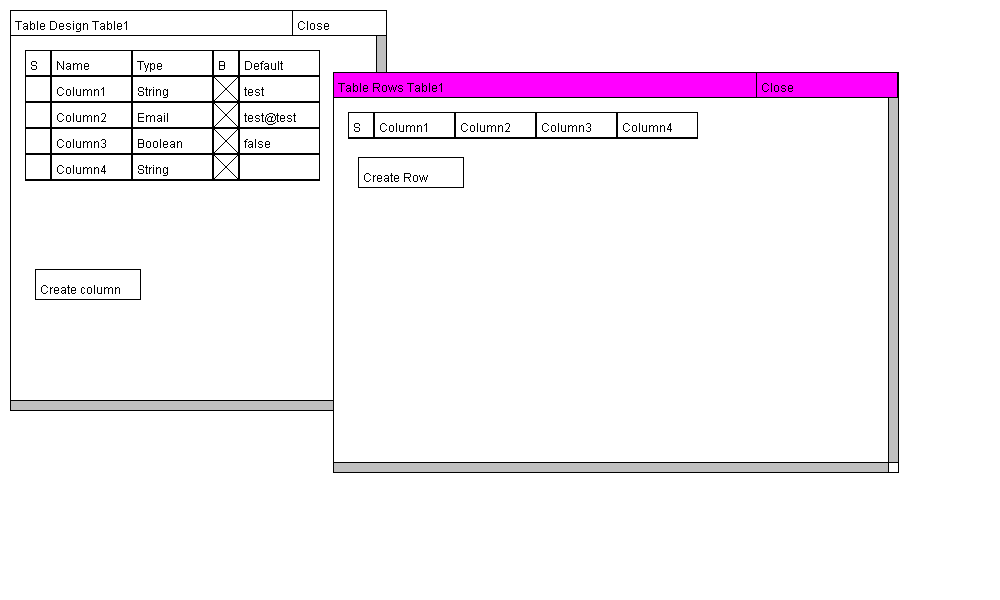 Table Design Table1 Close
S Name Type B Default
Column1 String test
Column2 Email test@test
Column3 Boolean false
Column4 String
Create column
Table Rows Table1 Close
S Column1 Column2 Column3 Column4
Create Row